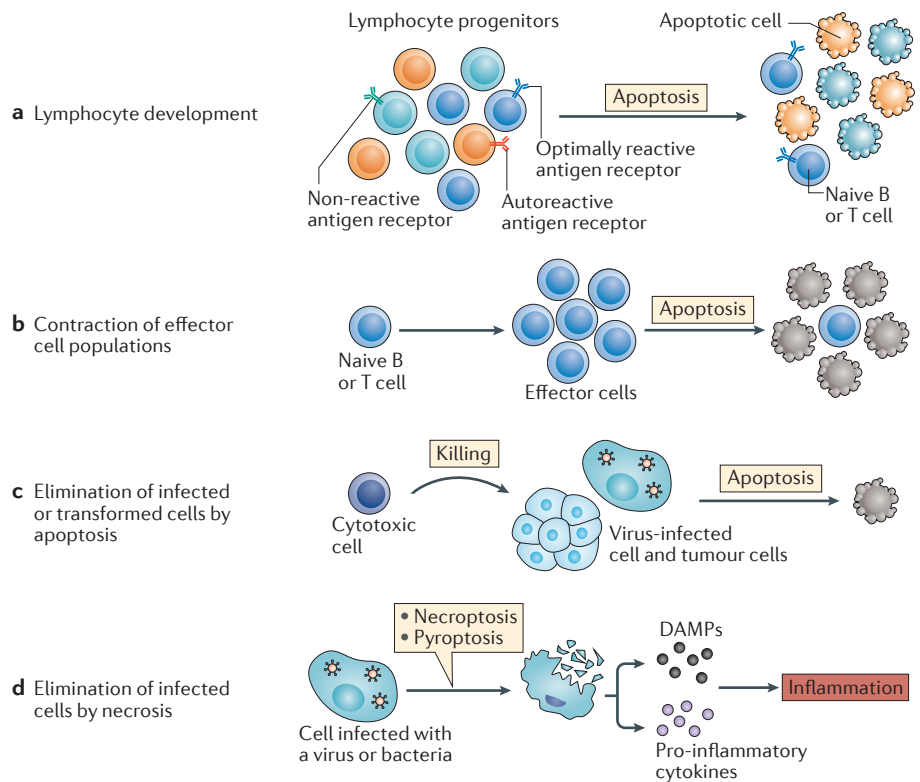 Lymphocyte progenitors
Apoptotic cell
a Lymphocyte development
Apoptosis
Non-reactive
antigen receptor
Optimally reactive
antigen receptor
Autoreactive
antigen receptor
Naive B
or T cell
b Contraction of effector
cell populations
Naive B
or T cell
Effector cells
Apoptosis
c Elimination of infected
or transformed cells by
apoptosis
Cytotoxic
cell
Killing
Virus-infected
cell and tumour cells
Apoptosis
d Elimination of infected
cells by necrosis
• Necroptosis
• Pyroptosis
Cell infected with
a virus or bacteria
DAMPs
Pro-inflammatory
cytokines
Inflammation